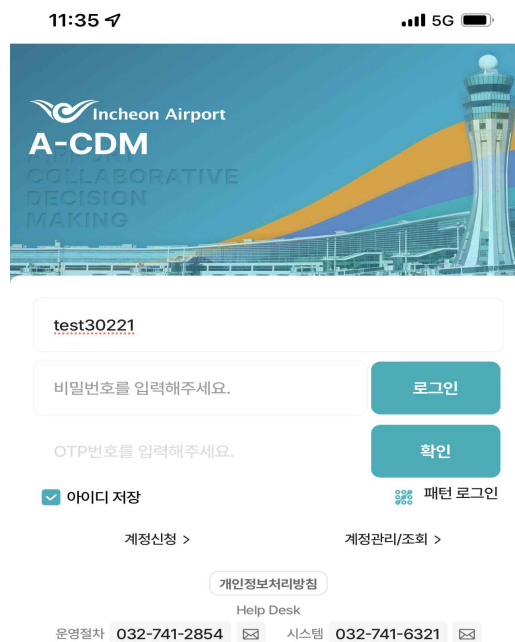 11:35
5G
Incheon Airport
A-CDM
AIRPORT
COLLABORATIVE
DECISION
MAKING
test30221
비밀번호를 입력해주세요.
로그인
OTP번호를 입력해주세요.
확인
아이디 저장
패턴 로그인
계정신청 >
계정관리/조회 >
개인정보처리방침
Help Desk
운영절차 032-741-2854 시스템 032-741-6321